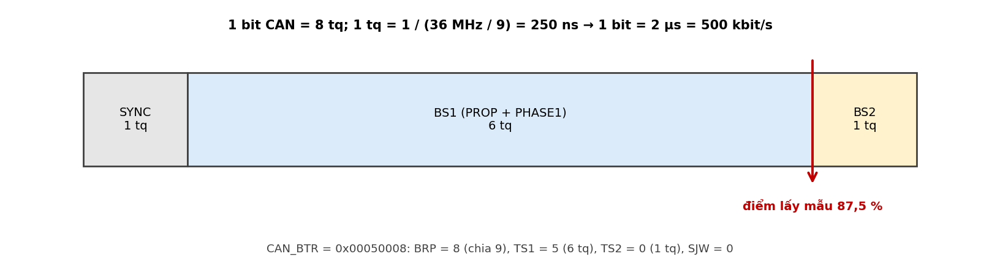 1 bit CAN = 8 tq; 1 tq = 1 / (36 MHz / 9) = 250 ns → 1 bit = 2 µs = 500 kbit/s
SYNC
1 tq
BS1 (PROP + PHASE1)
6 tq
BS2
1 tq
điểm lấy mẫu 87,5 %
CAN_BTR = 0x00050008: BRP = 8 (chia 9), TS1 = 5 (6 tq), TS2 = 0 (1 tq), SJW = 0